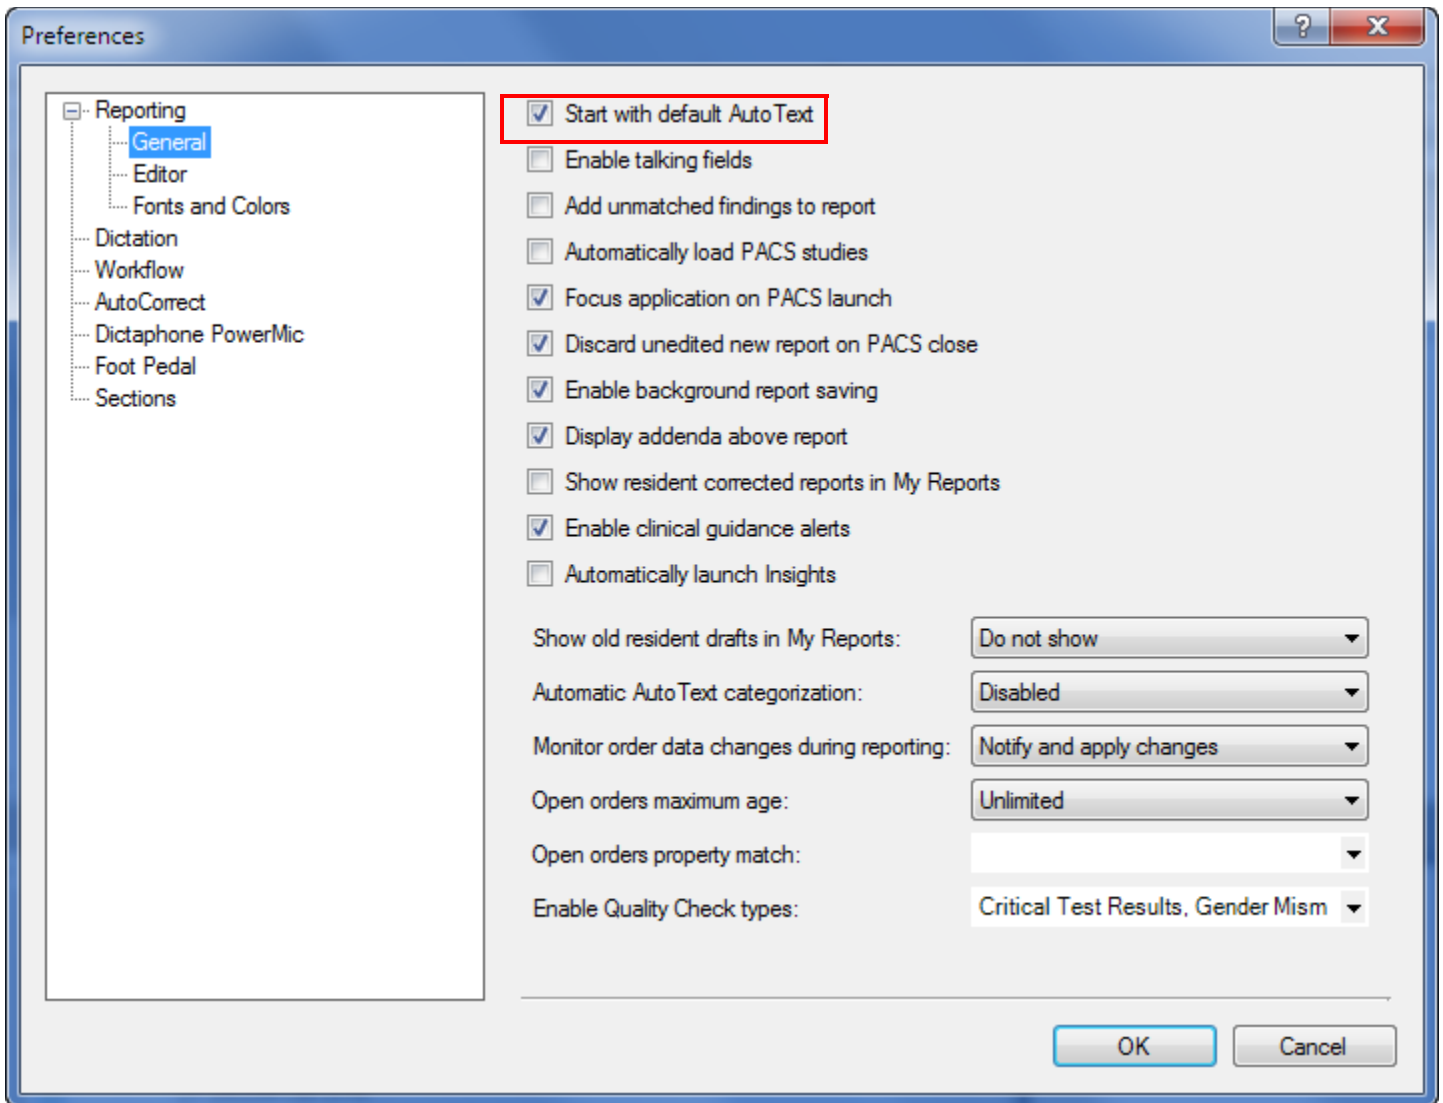 Preferences
?
Reporting
General
Editor
Fonts and Colors
Dictation
Workflow
AutoCorrect
Dictaphone PowerMic
Foot Pedal
Sections
Start with default AutoText
Enable talking fields
Add unmatched findings to report
Automatically load PACS studies
Focus application on PACS launch
Discard unedited new report on PACS close
Enable background report saving
Display addenda above report
Show resident corrected reports in My Reports
Enable clinical guidance alerts
Automatically launch Insights
Show old resident drafts in My Reports: Do not show
Automatic AutoText categorization: Disabled
Monitor order data changes during reporting: Notify and apply changes
Open orders maximum age: Unlimited
Open orders property match:
Enable Quality Check types: Critical Test Results, Gender Mism
OK Cancel